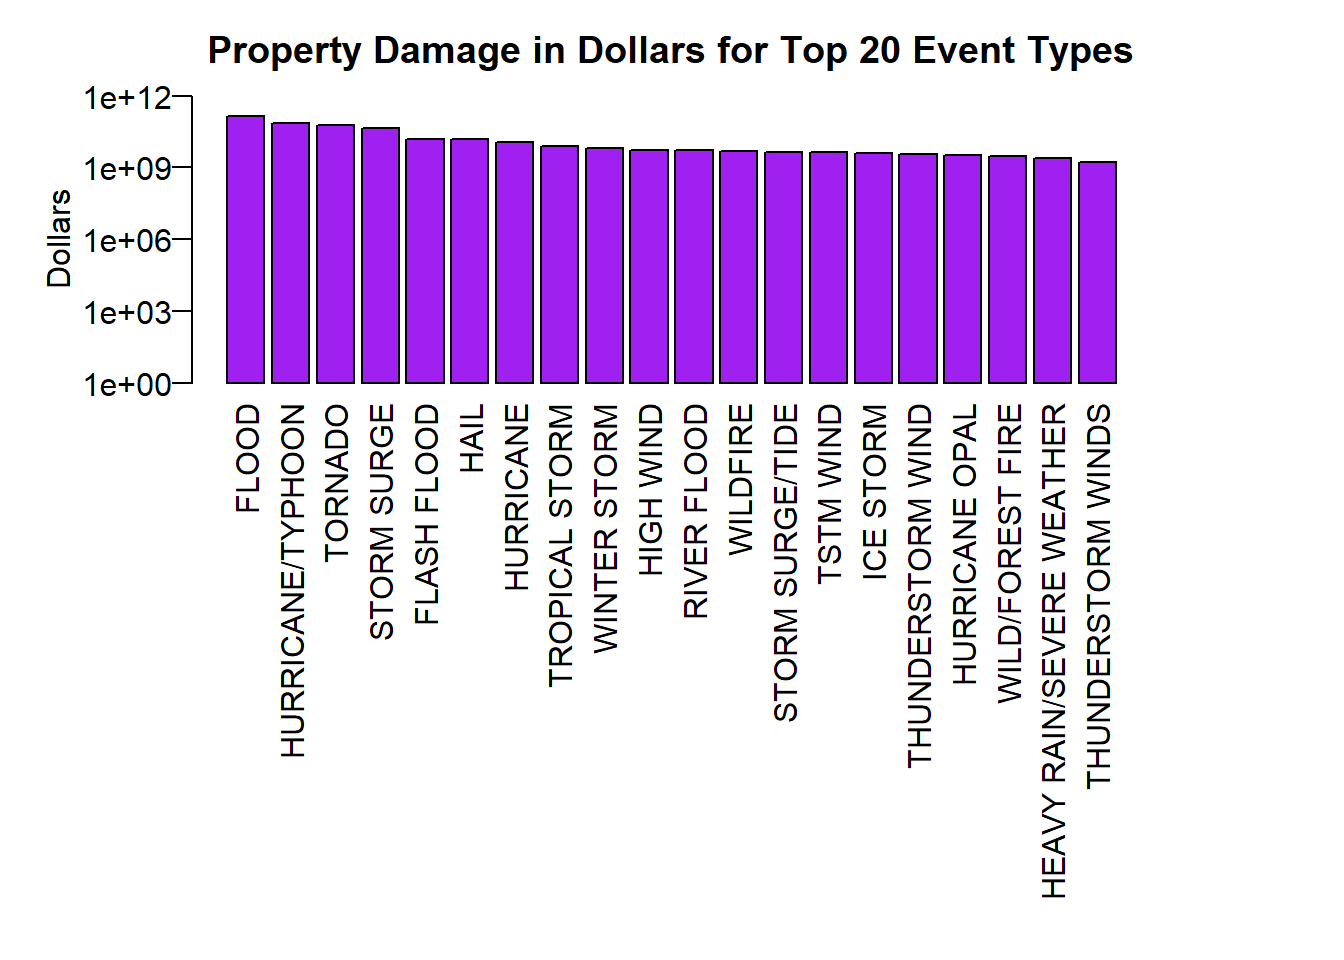 Property Damage in Dollars for Top 20 Event Types
Dollars
1e+12
1e+09
1e+06
1e+03
1e+00
FLOOD
HURRICANE/TYPHOON
TORNADO
STORM SURGE
FLASH FLOOD
HAIL
HURRICANE
TROPICAL STORM
WINTER STORM
HIGH WIND
RIVER FLOOD
WILDFIRE
STORM SURGE/TIDE
TSTM WIND
ICE STORM
THUNDERSTORM WIND
HURRICANE OPAL
WILD/FOREST FIRE
HEAVY RAIN/SEVERE WEATHER
THUNDERSTORM WINDS